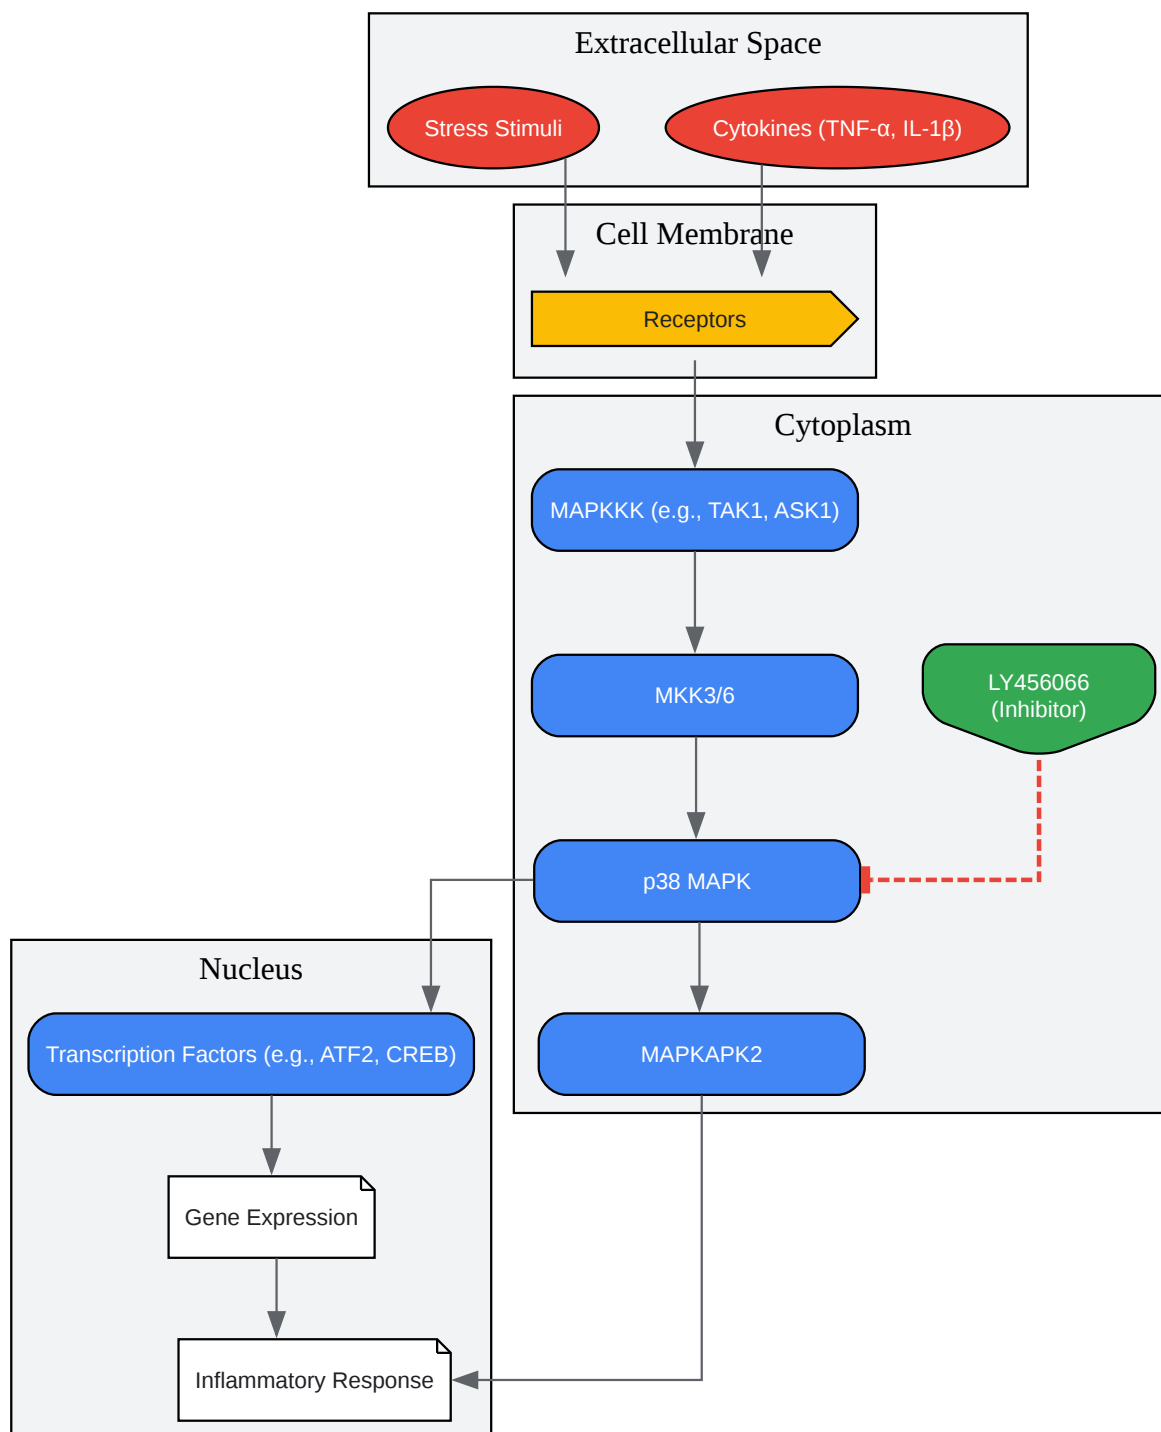 Extracellular Space
Stress Stimuli
Cytokines (TNF-α, IL-1β)
Cell Membrane
Receptors
Cytoplasm
MAPKKK (e.g., TAK1, ASK1)
MKK3/6
LY456066
(Inhibitor)
p38 MAPK
Nucleus
Transcription Factors (e.g., ATF2, CREB)
MAPKAPK2
Gene Expression
Inflammatory Response